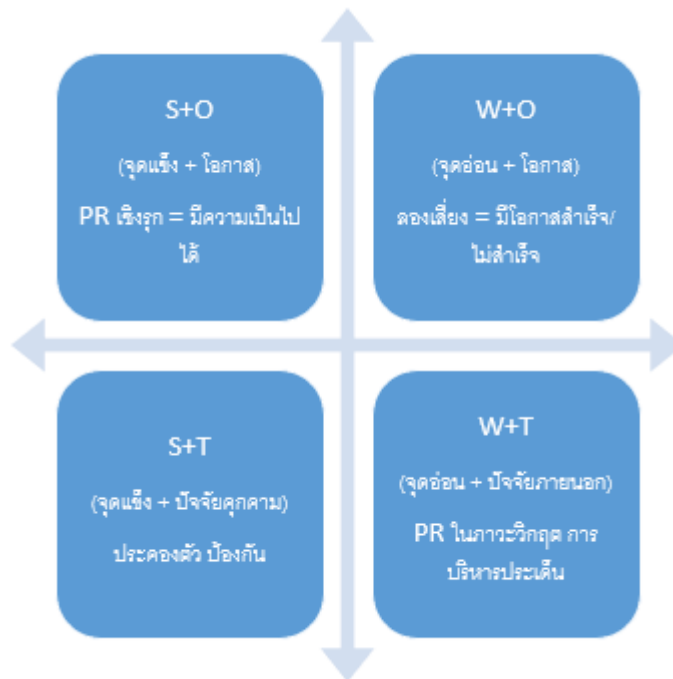 S+O
(จุดแข็ง + โอกาส)
PR เชิงรุก = มีความเป็นไป
ได้
W+O
(จุดอ่อน + โอกาส)
ลองเสี่ยง = มีโอกาสสำเร็จ/
ไม่สำเร็จ
S+T
(จุดแข็ง + ปัจจัยคุกคาม)
ประคองตัว ป้องกัน
W+T
(จุดอ่อน + ปัจจัยภายนอก)
PR ในภาวะวิกฤต การ
บริหารประเด็น